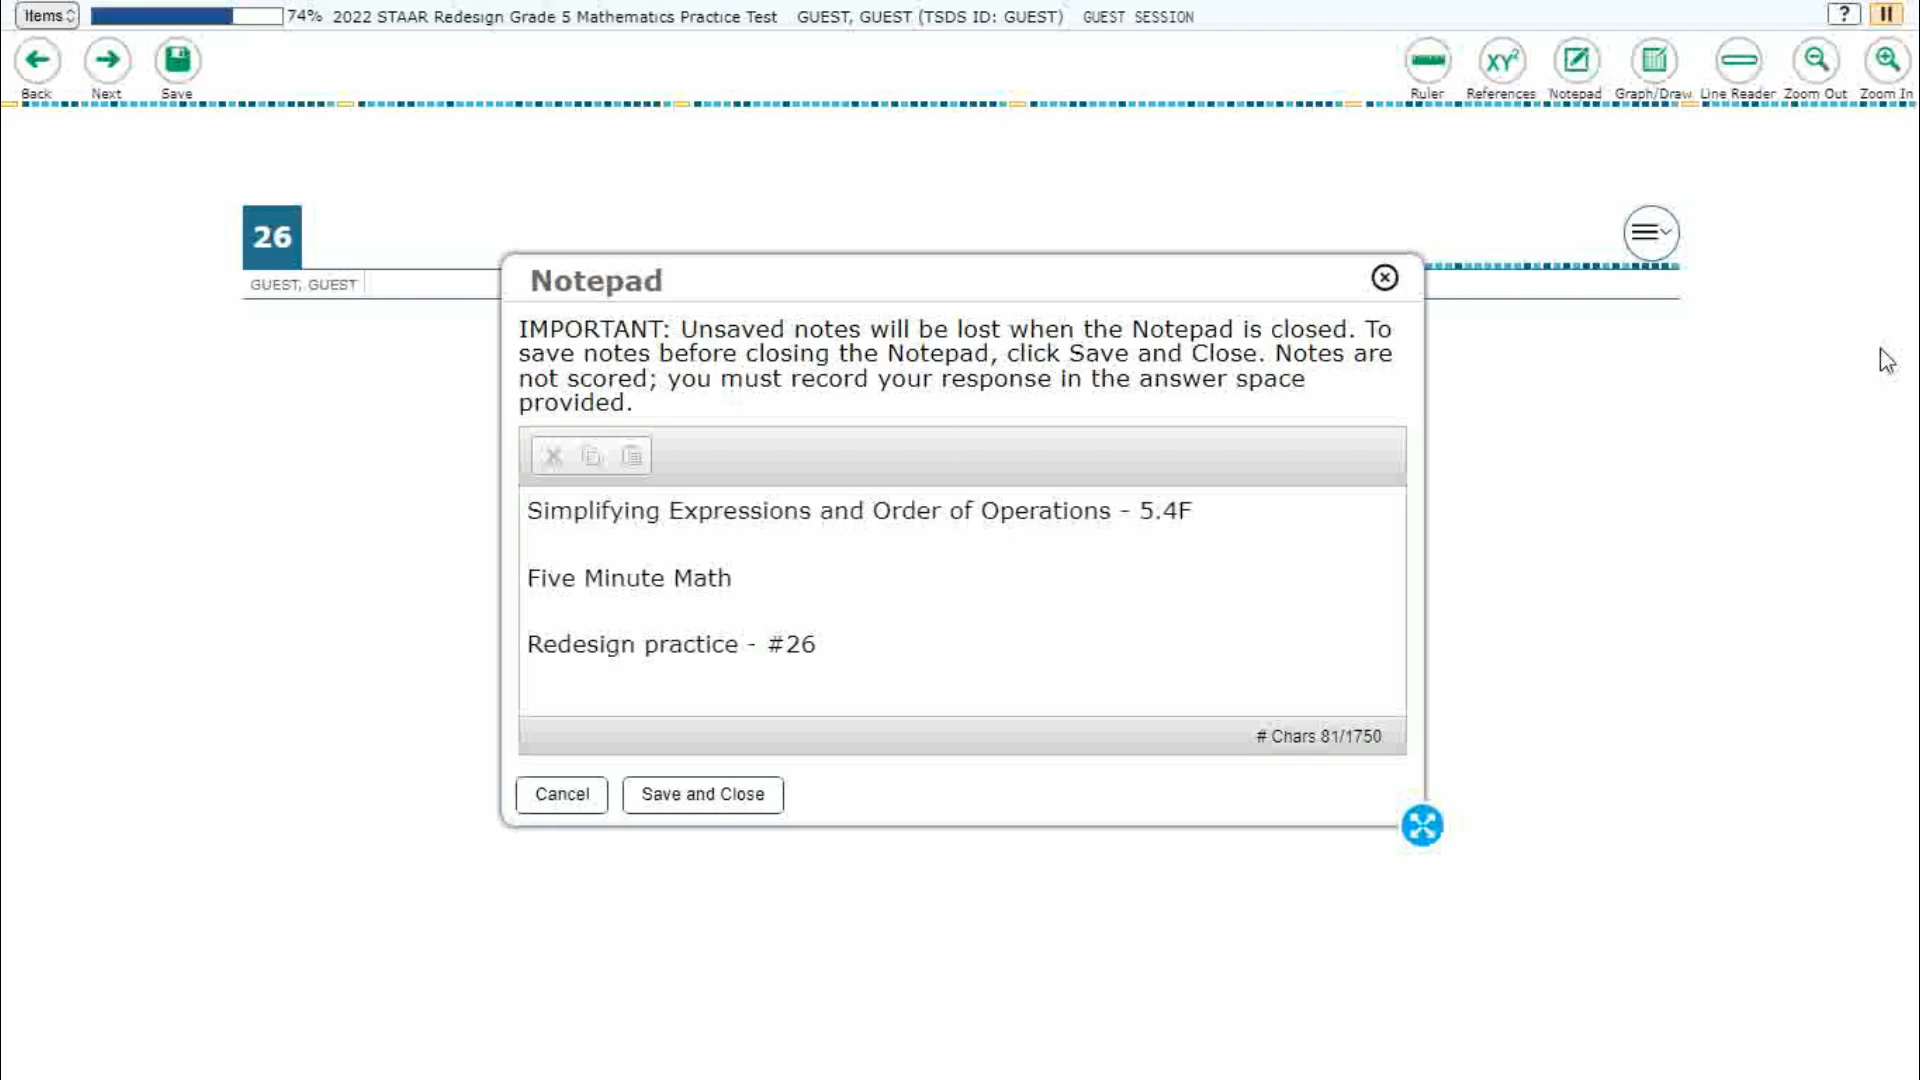 Items 74% 2022 STAAR Redesign Grade 5 Mathematics Practice Test GUEST, GUEST (TSDS ID: GUEST) GUEST SESSION ?
XY²
Back Next Save Ruler References Notepad Graph/Draw Line Reader Zoom Out Zoom In
26
GUEST, GUEST
Notepad
IMPORTANT: Unsaved notes will be lost when the Notepad is closed. To
save notes before closing the Notepad, click Save and Close. Notes are
not scored; you must record your response in the answer space
provided.
Simplifying Expressions and Order of Operations - 5.4F
Five Minute Math
Redesign practice - #26
# Chars 81/1750
Cancel Save and Close